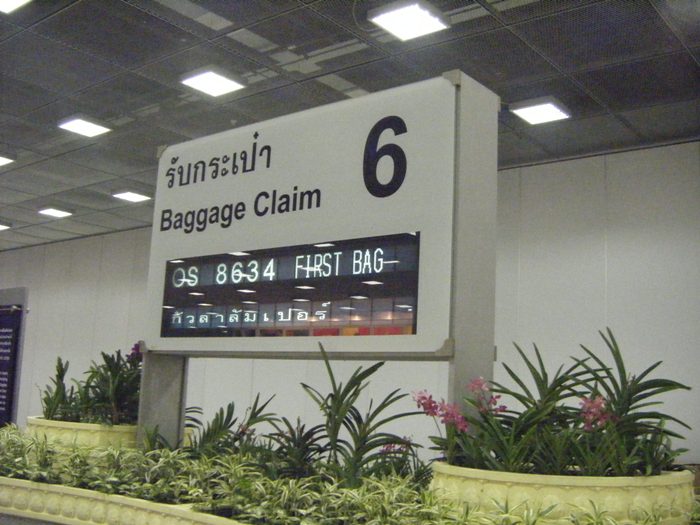 รับกระเป๋า
Baggage Claim
6
OS 8634 FIRST BAG
กัวลาลัมเปอร์